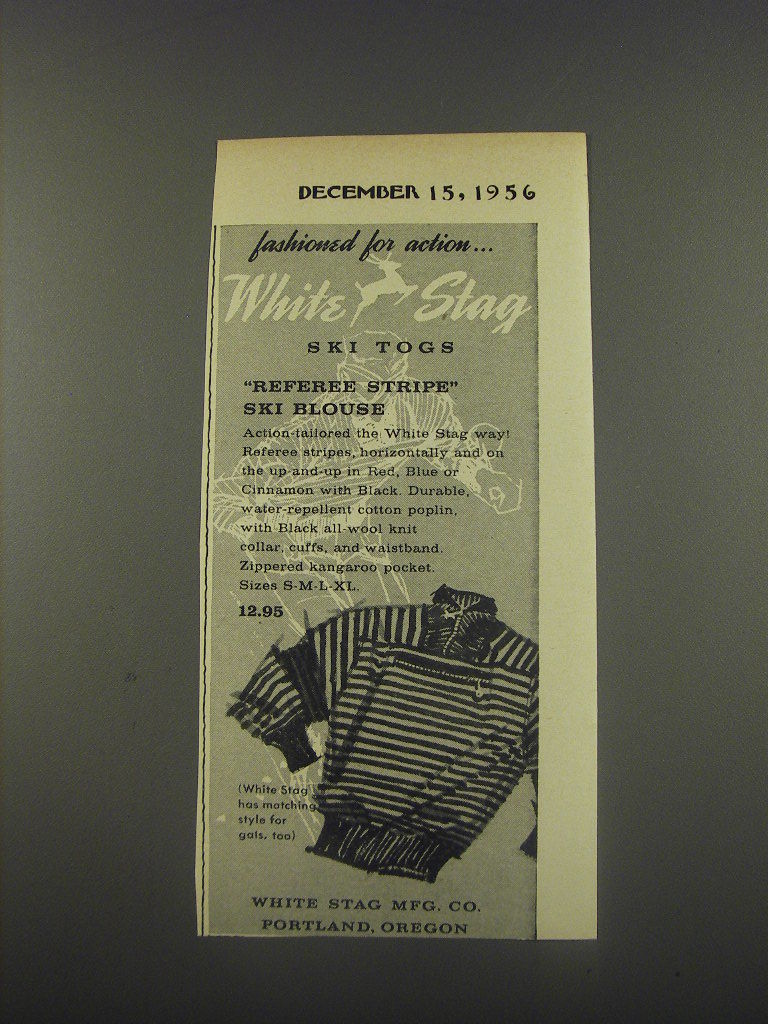 DECEMBER 15, 1956
fashioned for action...
White Stag
SKI TOGS
"REFEREE STRIPE"
SKI BLOUSE
Action-tailored the White Stag way!
Referee stripes, horizontally and on
the up-and-up in Red, Blue or
Cinnamon with Black. Durable,
water-repellent cotton poplin,
with Black all-wool knit
collar, cuffs, and waistband.
Zippered kangaroo pocket.
Sizes S-M-L-XL.
12.95
(White Stag
has matching
style for
gals, too)
WHITE STAG MFG. CO.
PORTLAND, OREGON